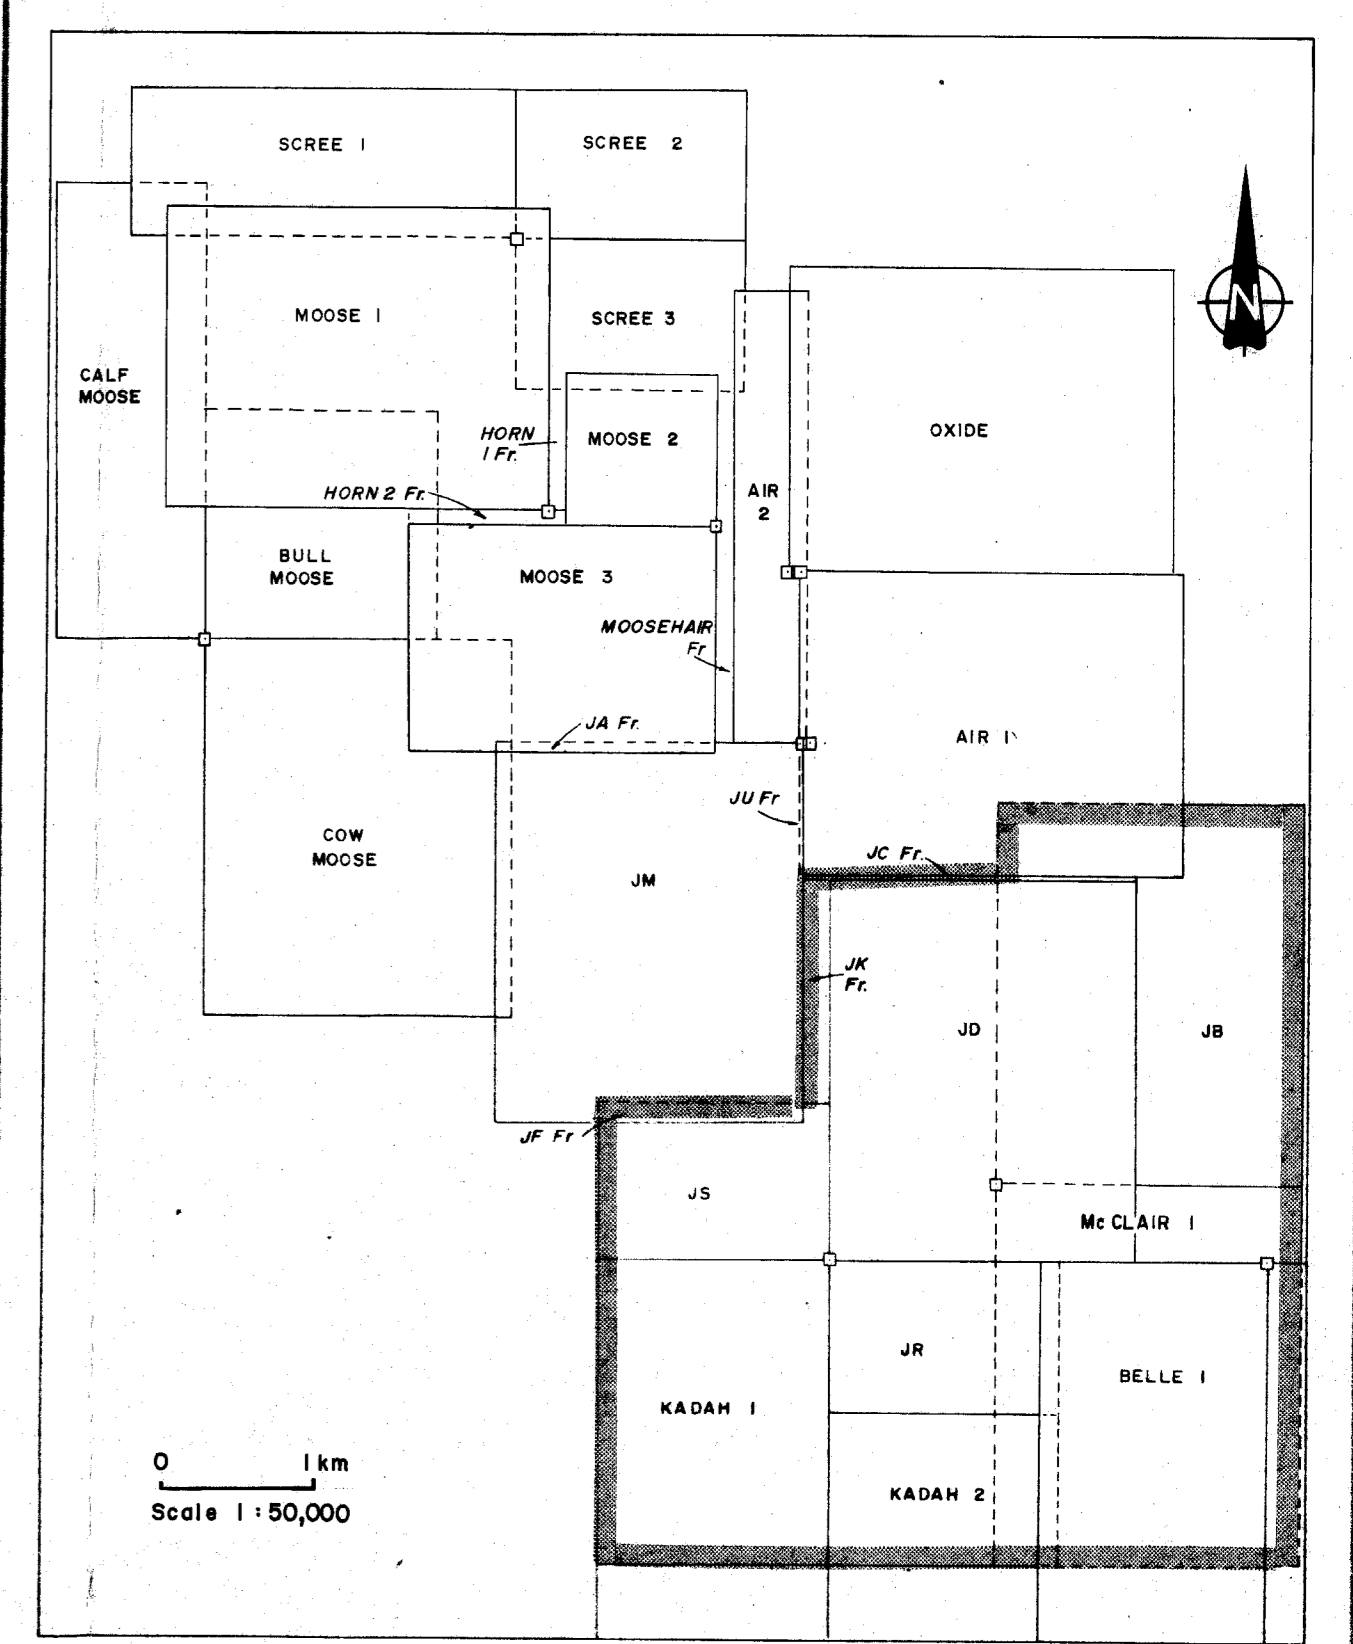 SCREE 1
SCREE 2
MOOSE 1
SCREE 3
N
CALF
MOOSE
OXIDE
HORN
1 Fr.
MOOSE 2
HORN 2 Fr.
AIR
2
BULL
MOOSE
MOOSE 3
MOOSEHAIR
Fr
JA Fr.
AIR 1
JU Fr
COW
MOOSE
JC Fr.
JM
JK
Fr.
JD
JB
JF Fr
JS
Mc CLAIR 1
JR
BELLE 1
KADAH 1
KADAH 2
0 1 km
Scale 1 : 50,000